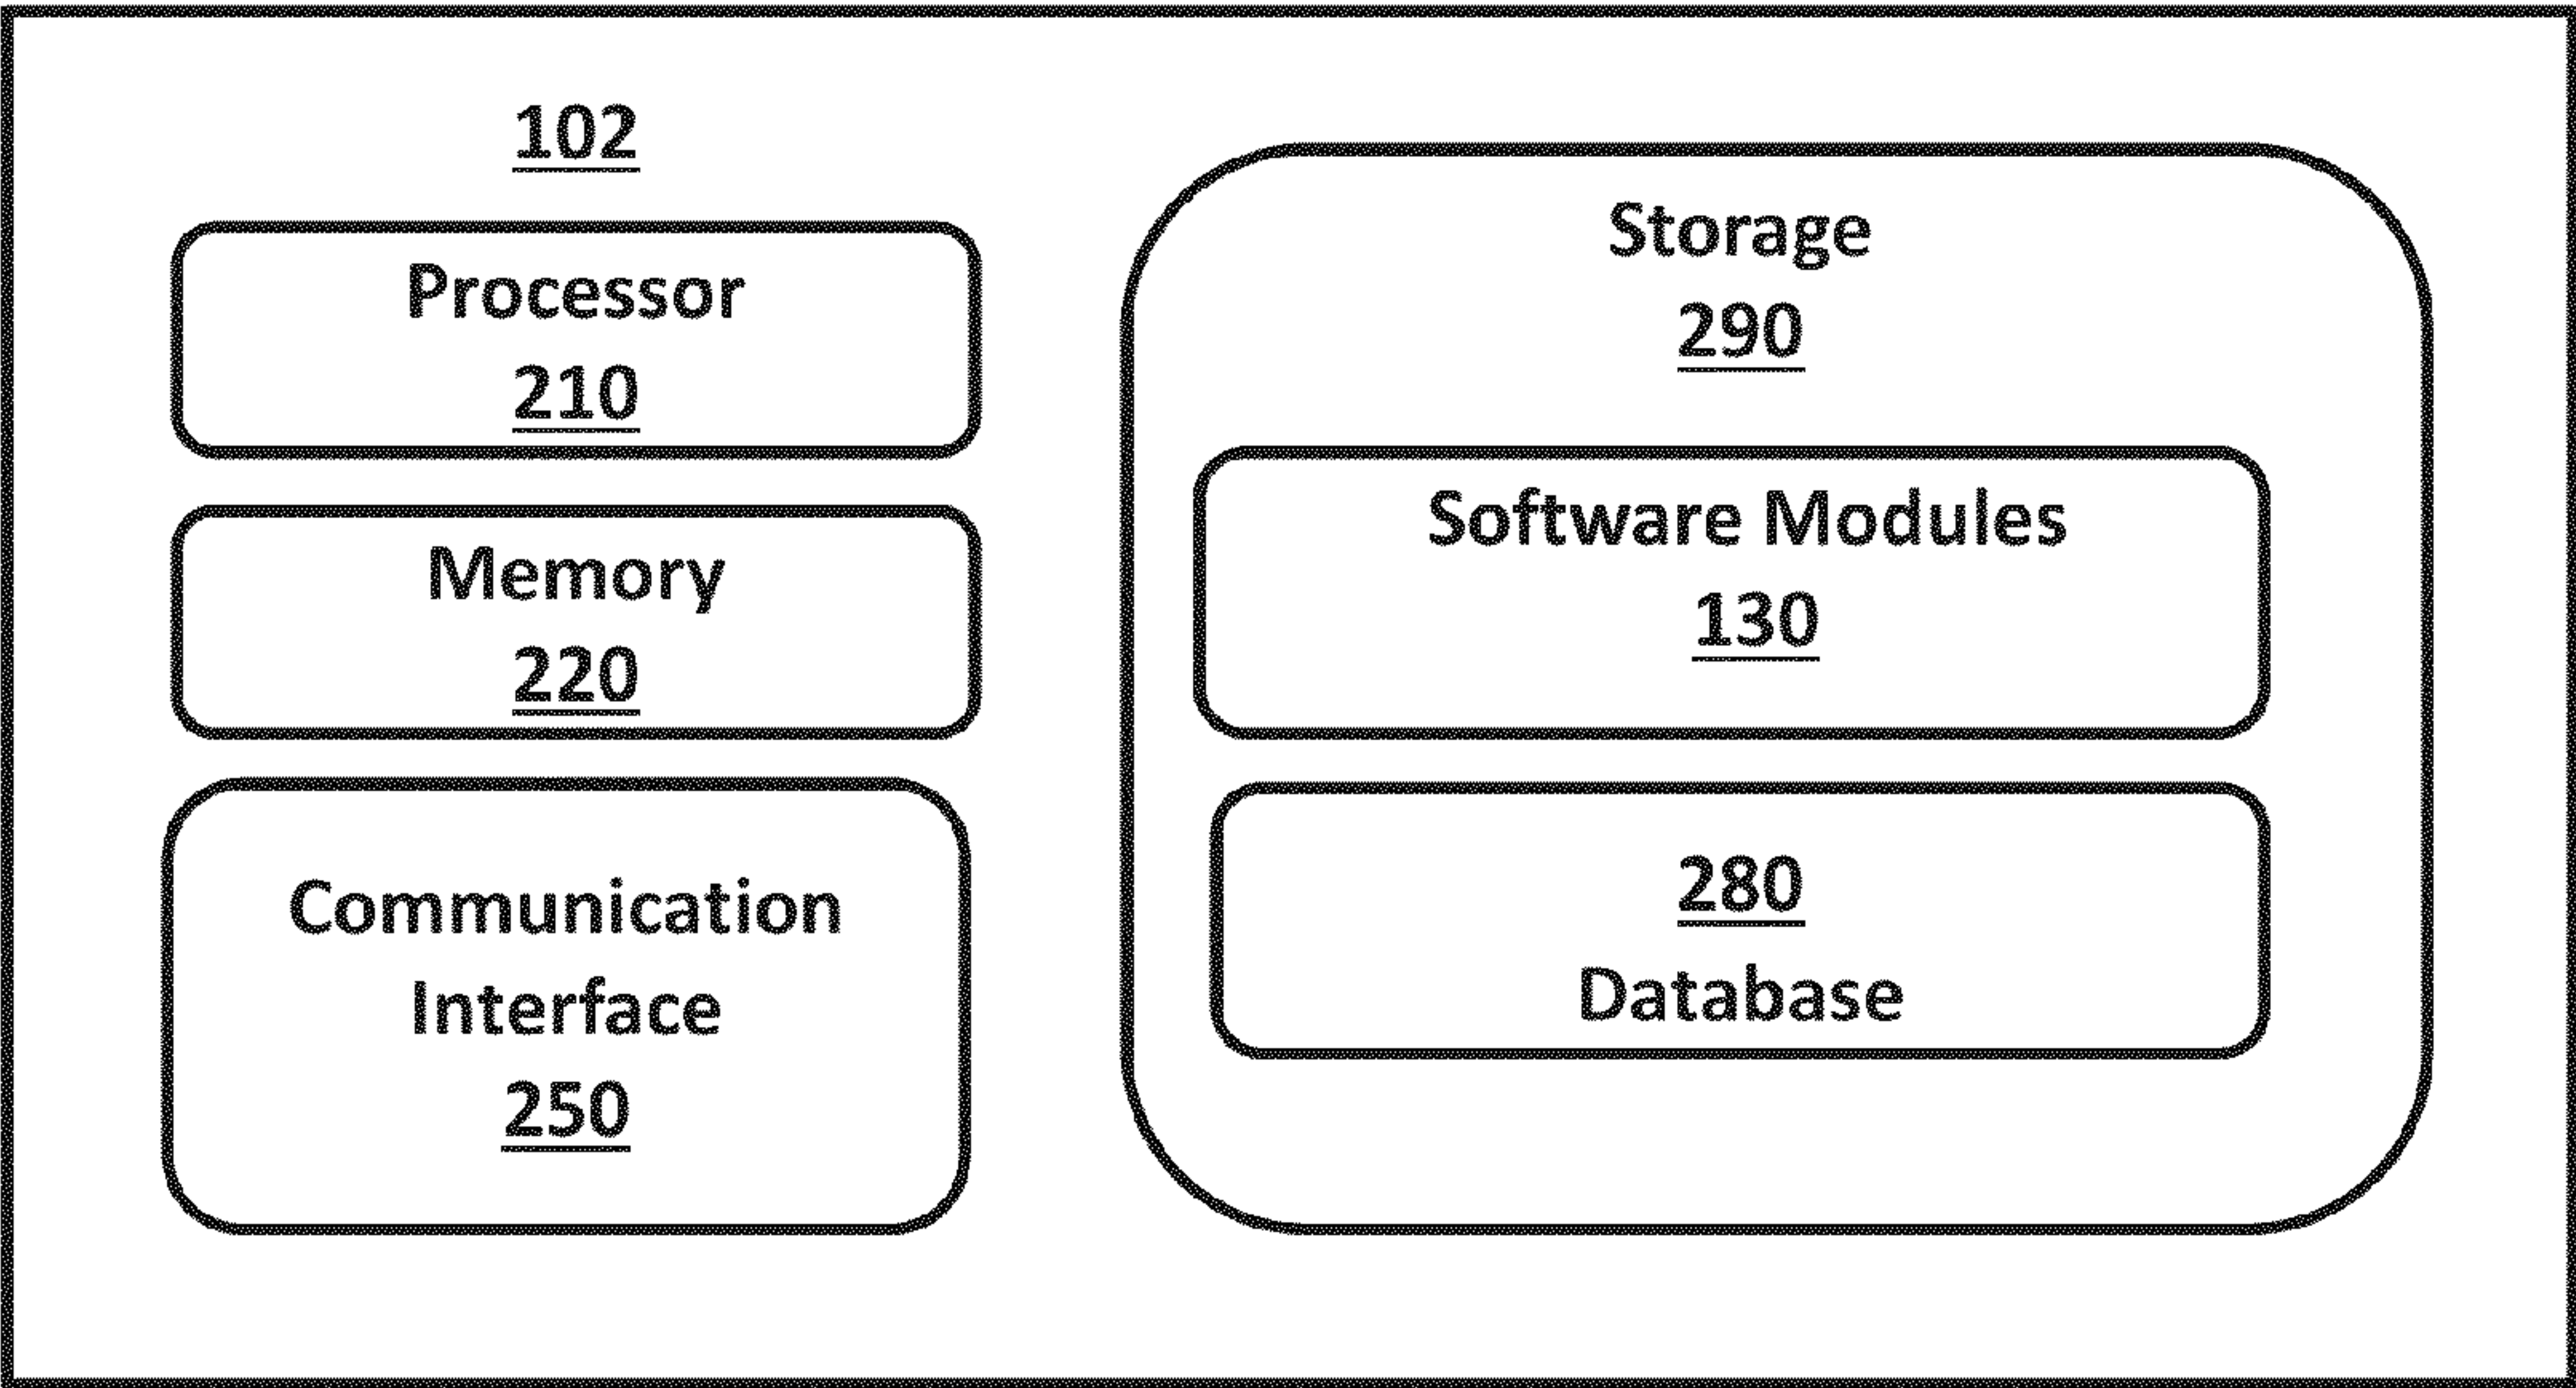 102
Processor
210
Memory
220
Communication
Interface
250
Storage
290
Software Modules
130
280
Database